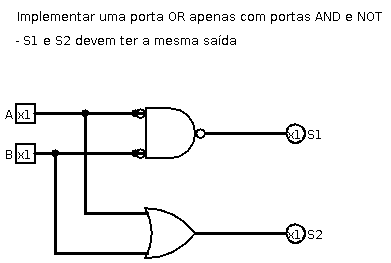 Implementar uma porta OR apenas com portas AND e NOT
- S1 e S2 devem ter a mesma saída
A x1
x1 S1
B x1
x1 S2